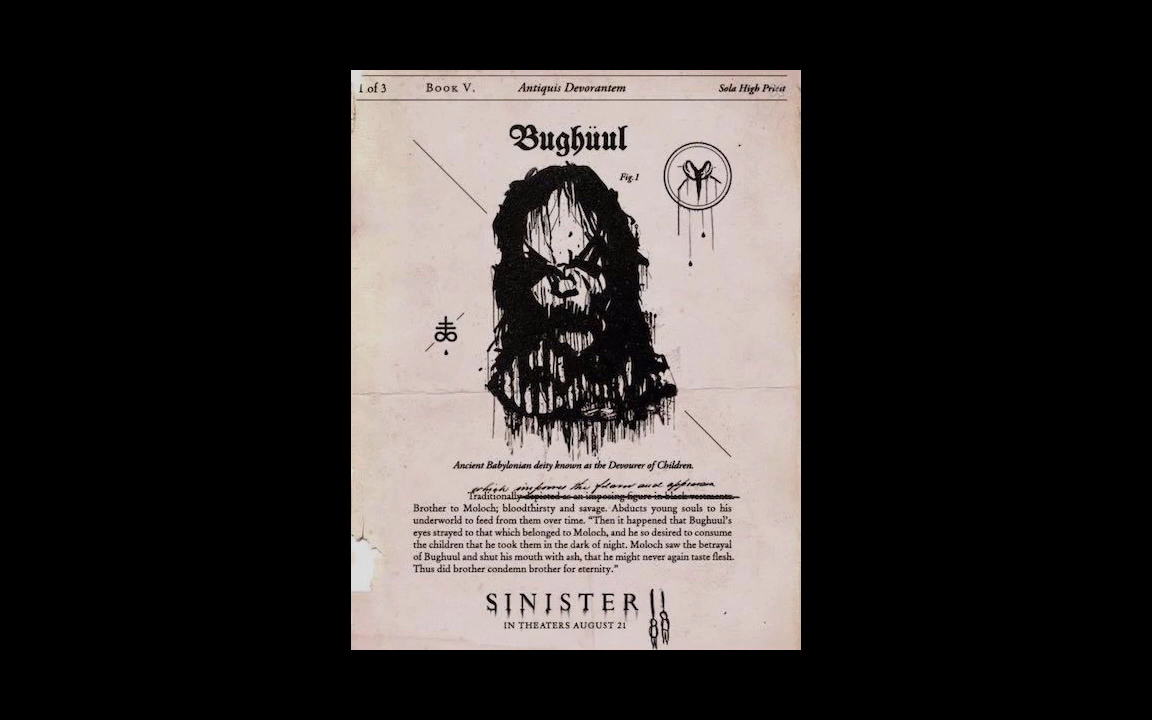 1 of 3 BOOK V. Antiquis Devorantem Sola High Priest
Bughüul
Fig.1
Ancient Babylonian deity known as the Devourer of Children.
which the and
Traditionally depicted as an imposing figure in black vestments.
Brother to Moloch; bloodthirsty and savage. Abducts young souls to his
underworld to feed from them over time. “Then it happened that Bughuul’s
eyes strayed to that which belonged to Moloch, and he so desired to consume
the children that he took them in the dark of night. Moloch saw the betrayal
of Bughuul and shut his mouth with ash, that he might never again taste flesh.
Thus did brother condemn brother for eternity.”
SINISTER II
IN THEATERS AUGUST 21